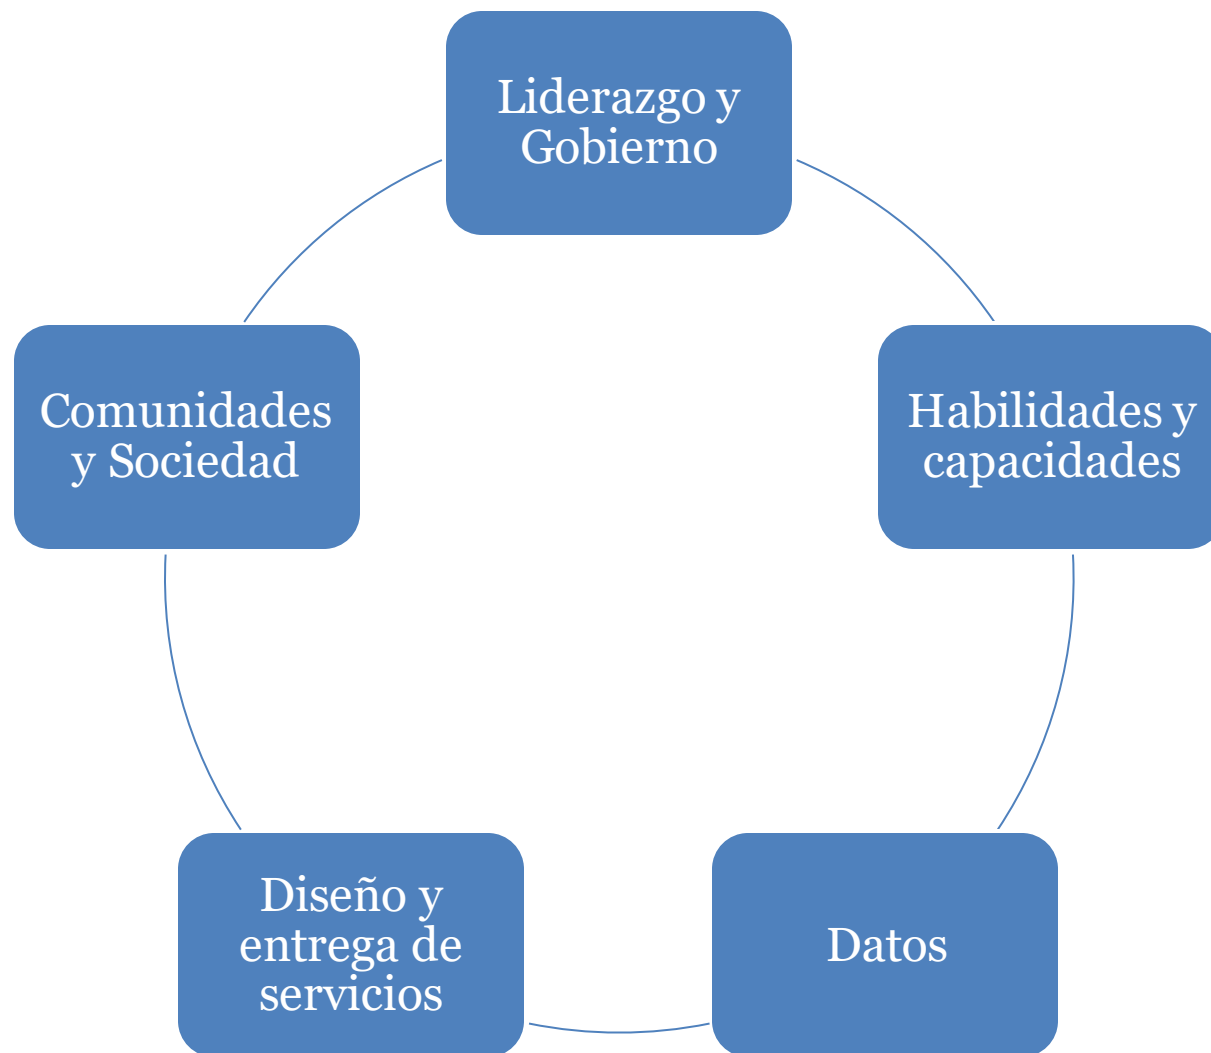 Liderazgo y
Gobierno
Comunidades
y Sociedad
Habilidades y
capacidades
Diseño y
entrega de
servicios
Datos